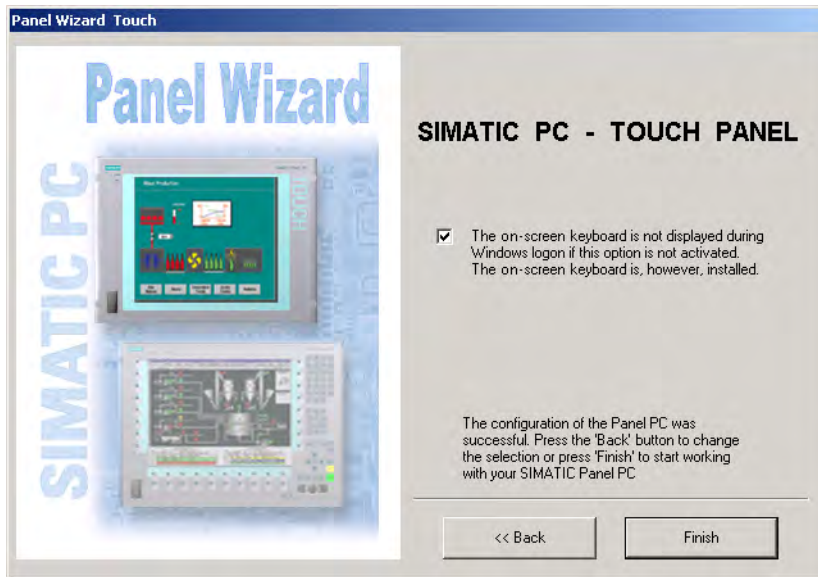 Panel Wizard Touch
Panel Wizard
SIMATIC PC
TOUCH
SIMATIC PC - TOUCH PANEL
The on-screen keyboard is not displayed during
Windows logon if this option is not activated.
The on-screen keyboard is, however, installed.
The configuration of the Panel PC was
successful. Press the 'Back' button to change
the selection or press 'Finish' to start working
with your SIMATIC Panel PC
<< Back
Finish